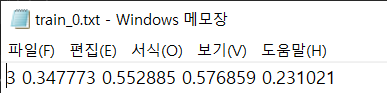 train_0.txt - Windows 메모장
파일(F) 편집(E) 서식(O) 보기(V) 도움말(H)
3 0.347773 0.552885 0.576859 0.231021